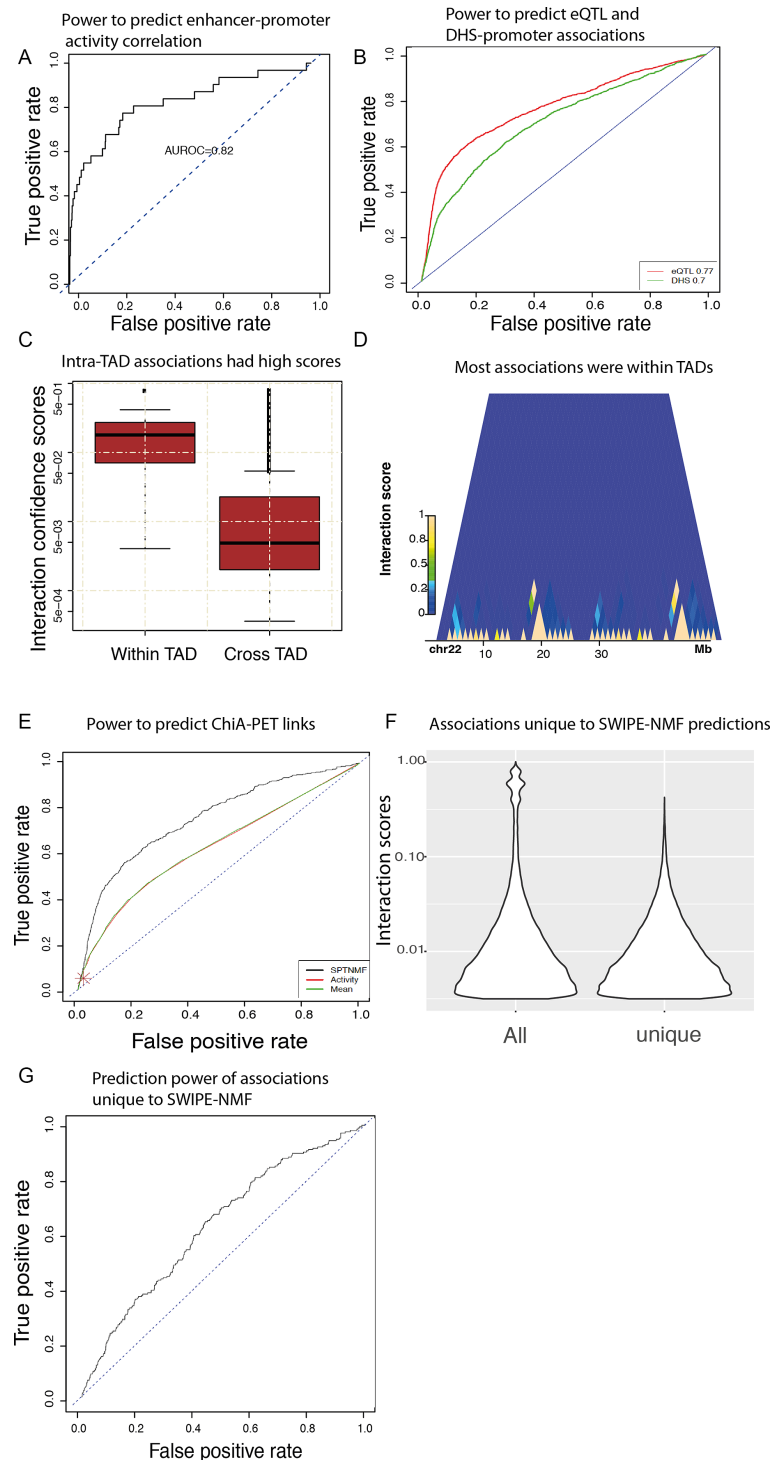 Power to predict enhancer-promoter
activity correlation
A
True positive rate
0.0
0.2
0.4
0.6
0.8
1.0
AUROC=0.82
0.0
0.2
0.4
0.6
0.8
1.0
False positive rate
Power to predict eQTL and
DHS-promoter associations
B
True positive rate
0.0
0.2
0.4
0.6
0.8
1.0
eQTL 0.77
DHS 0.7
0.0
0.2
0.4
0.6
0.8
1.0
False positive rate
C
Intra-TAD associations had high scores
Interaction confidence scores
5e-01
5e-02
5e-03
5e-04
Within TAD
Cross TAD
D
Most associations were within TADs
Interaction score
1
0.8
0.5
0.2
0
chr22
10
20
30
Mb
E
Power to predict ChiA-PET links
True positive rate
0.0
0.2
0.4
0.6
0.8
1.0
SPTNMF
Activity
Mean
0.0
0.2
0.4
0.6
0.8
1.0
False positive rate
F
Associations unique to SWIPE-NMF predictions
Interaction scores
1.00
0.10
0.01
All
unique
G
Prediction power of associations
unique to SWIPE-NMF
True positive rate
0.0
0.2
0.4
0.6
0.8
1.0
0.0
0.2
0.4
0.6
0.8
1.0
False positive rate